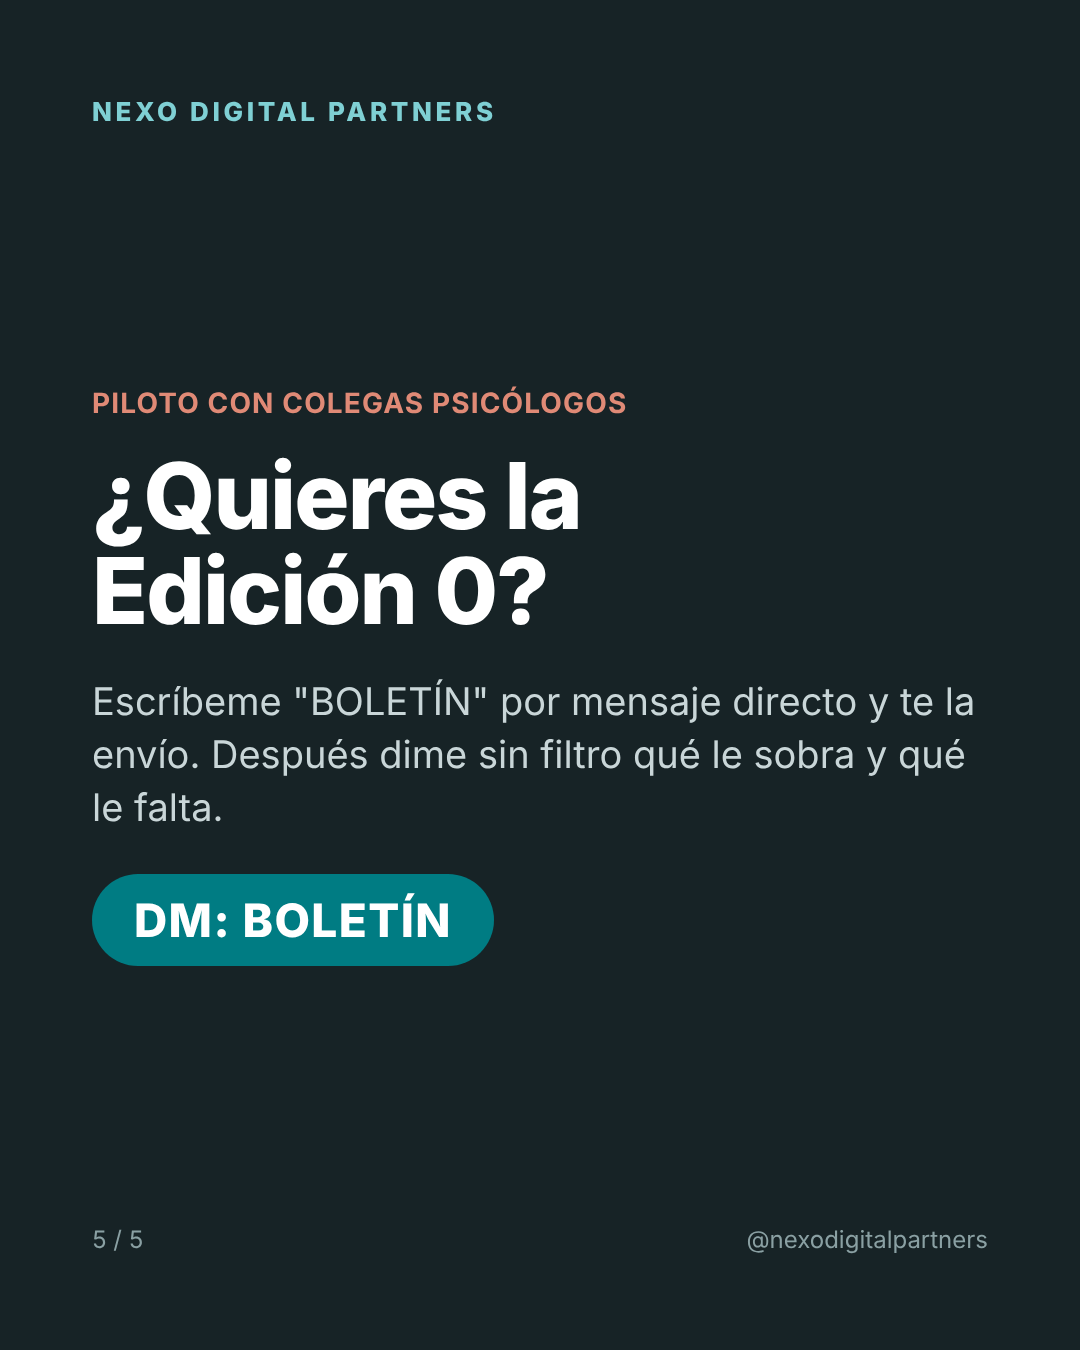 NEXO DIGITAL PARTNERS
PILOTO CON COLEGAS PSICÓLOGOS
¿Quieres la
Edición 0?
Escríbeme "BOLETÍN" por mensaje directo y te la
envío. Después dime sin filtro qué le sobra y qué
le falta.
DM: BOLETÍN
5 / 5
@nexodigitalpartners